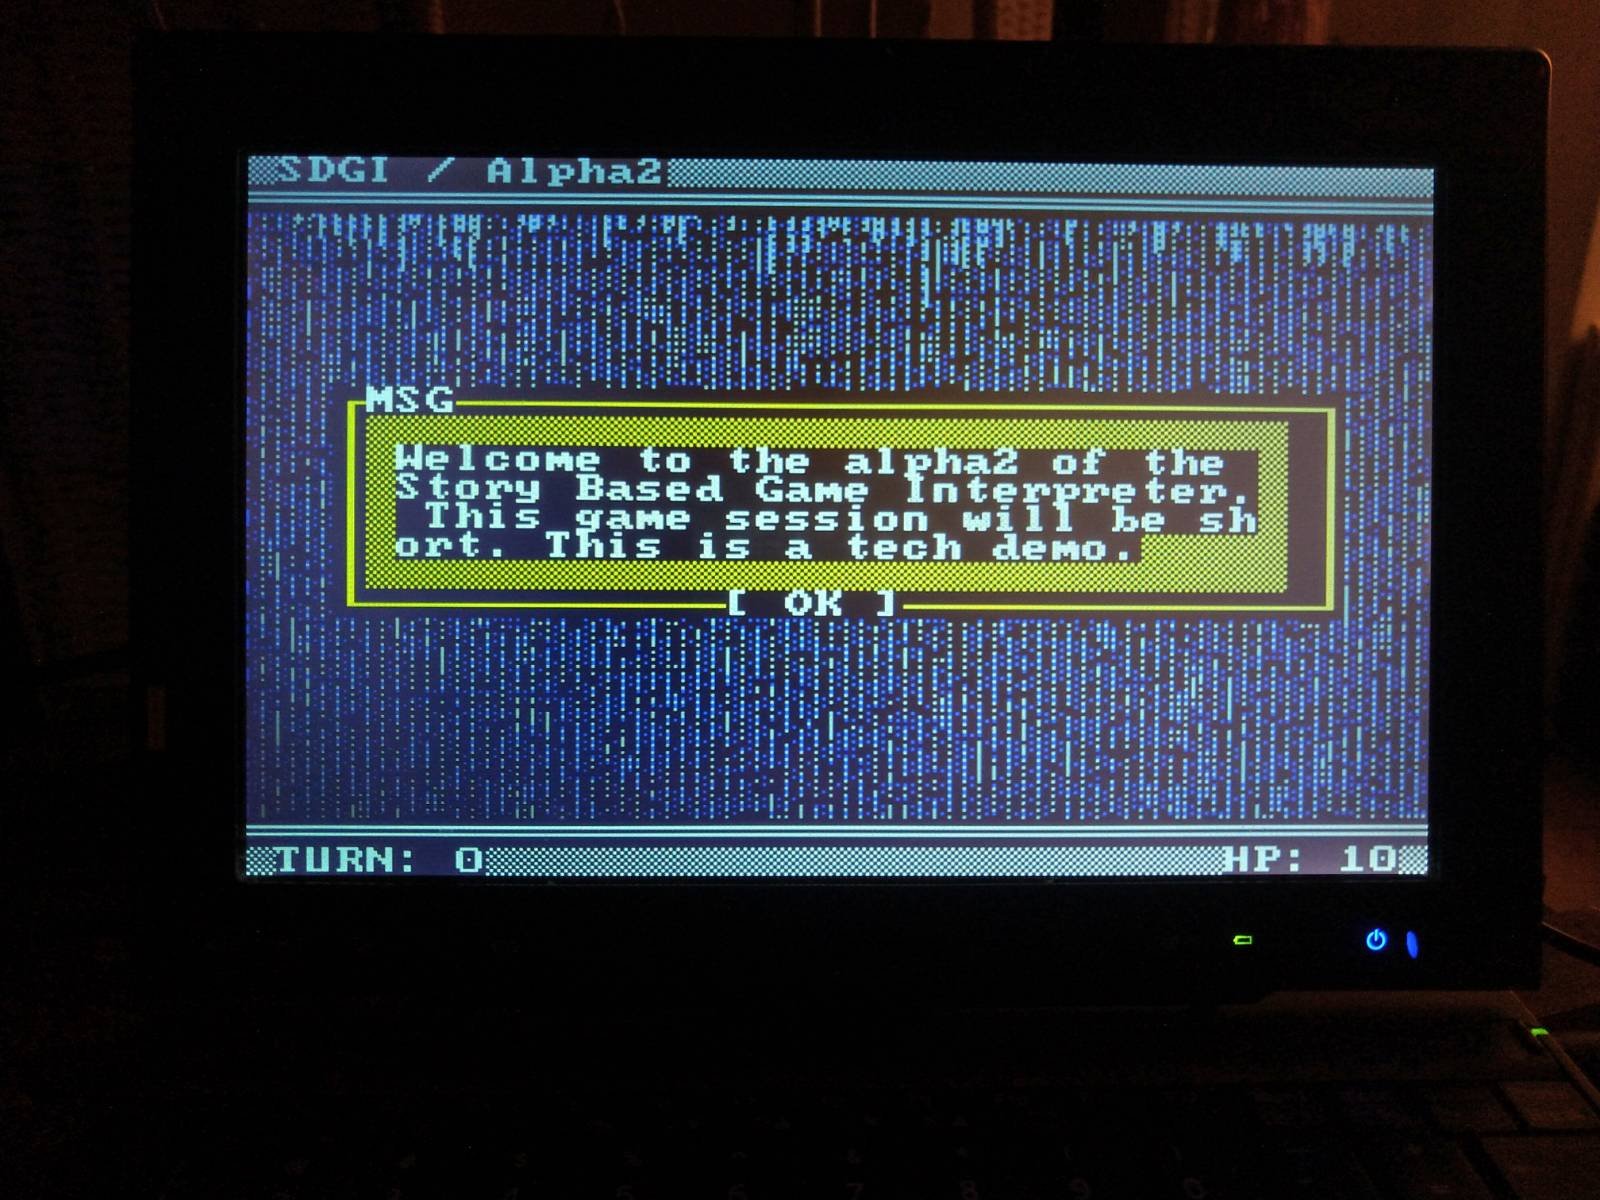 SDGI / Alpha2
MSG
Welcome to the alpha2 of the
Story Based Game Interpreter.
This game session will be sh
ort. This is a tech demo.
[ OK ]
TURN: 0
HP: 10